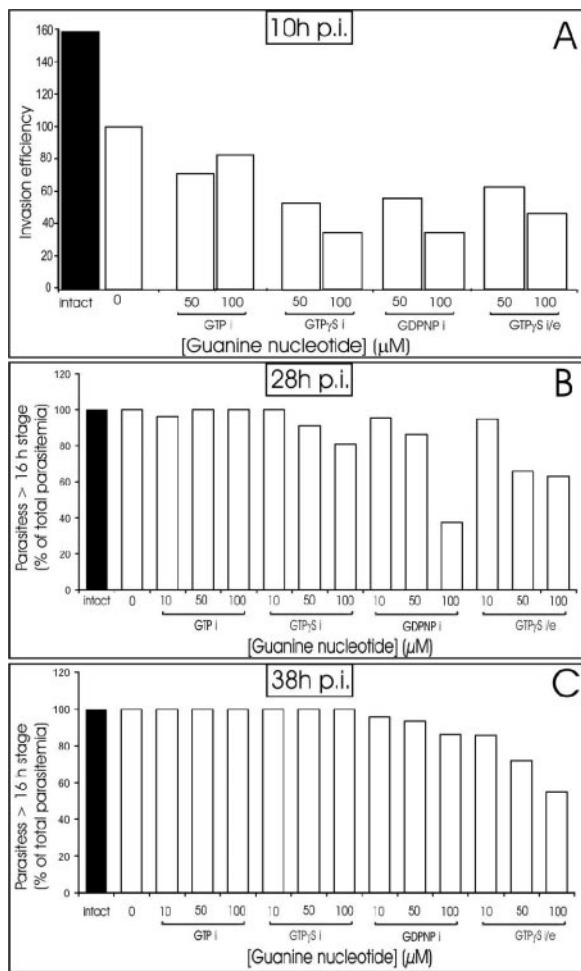 10h p.i.
A
Invasion efficiency
160
140
120
100
80
60
40
20
0
intact 0 50 100 50 100 50 100 50 100
GTP i GTPγS i GDPNP i GTPγS i/e
[Guanine nucleotide] (μM)
28h p.i.
B
Parasitess > 16 h stage
(% of total parasitemia)
120
100
80
60
40
20
0
intact 0 10 50 100 10 50 100 10 50 100 10 50 100
GTP i GTPγS i GDPNP i GTPγS i/e
[Guanine nucleotide] (μM)
38h p.i.
C
Parasitess > 16 h stage
(% of total parasitemia)
120
100
80
60
40
20
0
intact 0 10 50 100 10 50 100 10 50 100 10 50 100
GTP i GTPγS i GDPNP i GTPγS i/e
[Guanine nucleotide] (μM)